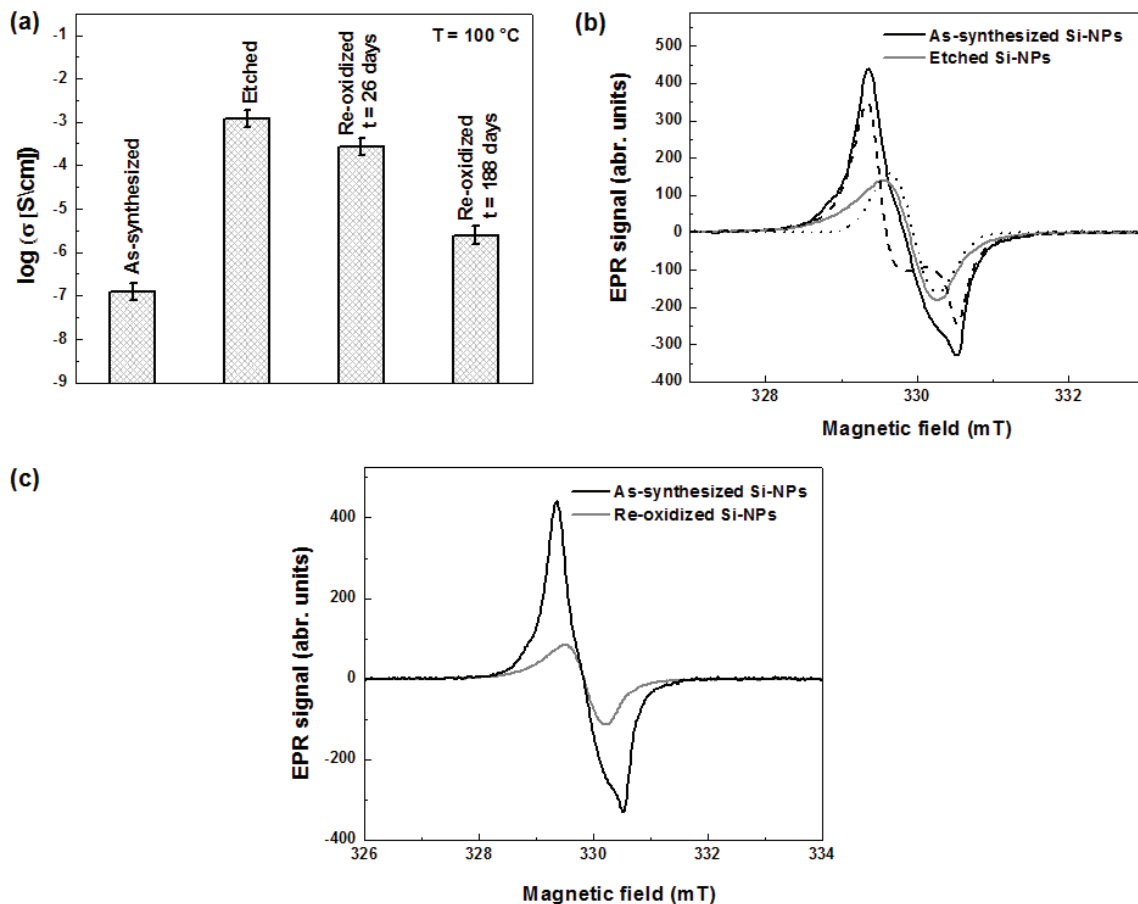 (a)
T = 100 °C
-1
-2
-3
-4
-5
-6
-7
-8
-9
log (σ [S\cm])
As-synthesized
Etched
Re-oxidized
t = 26 days
Re-oxidized
t = 188 days
(b)
As-synthesized Si-NPs
Etched Si-NPs
500
400
300
200
100
0
-100
-200
-300
-400
EPR signal (abr. units)
328
330
332
Magnetic field (mT)
(c)
As-synthesized Si-NPs
Re-oxidized Si-NPs
400
200
0
-200
-400
EPR signal (abr. units)
326
328
330
332
334
Magnetic field (mT)